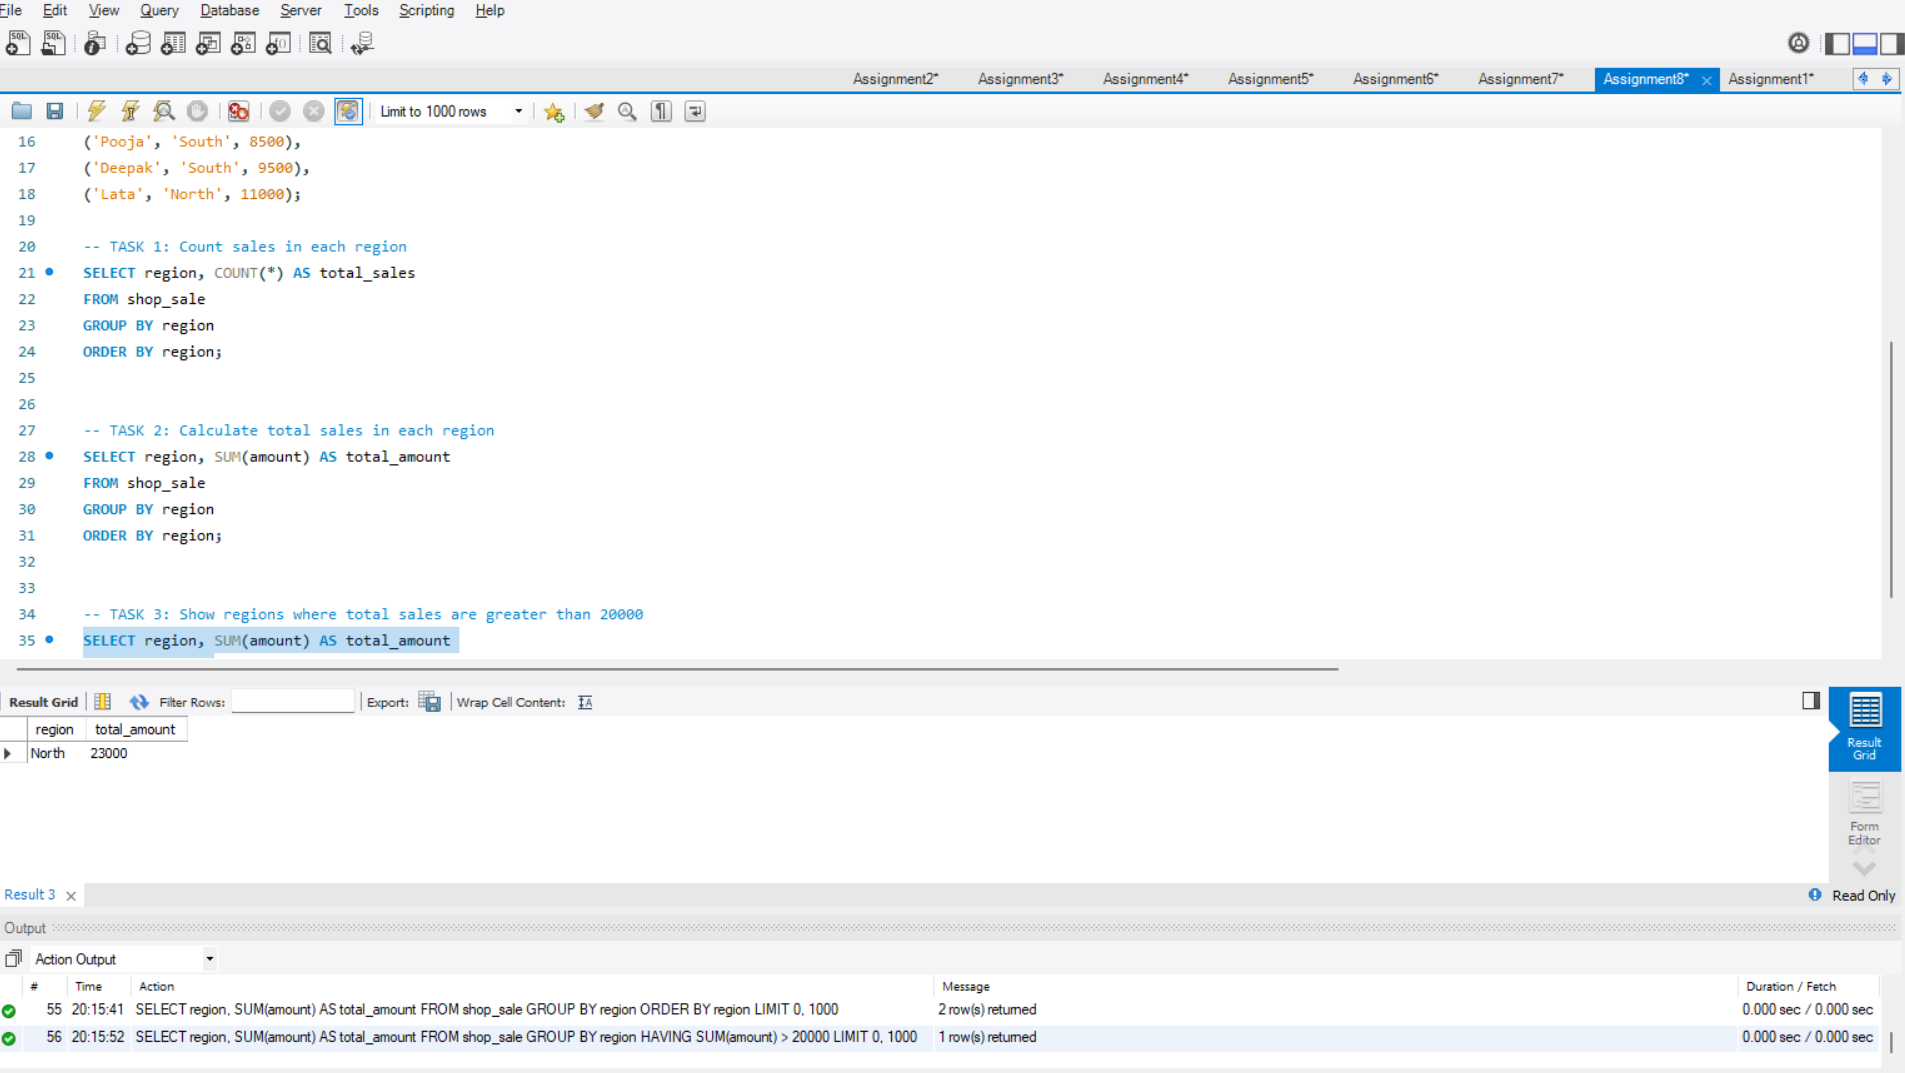 File Edit View Query Database Server Tools Scripting Help
Assignment2* Assignment3* Assignment4* Assignment5* Assignment6* Assignment7* Assignment8* Assignment1*
Limit to 1000 rows
16 ('Pooja', 'South', 8500),
17 ('Deepak', 'South', 9500),
18 ('Lata', 'North', 11000);
19
20 -- TASK 1: Count sales in each region
21 SELECT region, COUNT(*) AS total_sales
22 FROM shop_sale
23 GROUP BY region
24 ORDER BY region;
25
26
27 -- TASK 2: Calculate total sales in each region
28 SELECT region, SUM(amount) AS total_amount
29 FROM shop_sale
30 GROUP BY region
31 ORDER BY region;
32
33
34 -- TASK 3: Show regions where total sales are greater than 20000
35 SELECT region, SUM(amount) AS total_amount
Result Grid Filter Rows: Export: Wrap Cell Content:
region total_amount
North 23000
Result
Grid
Form
Editor
Result 3 Read Only
Output
Action Output
# Time Action Message Duration / Fetch
55 20:15:41 SELECT region, SUM(amount) AS total_amount FROM shop_sale GROUP BY region ORDER BY region LIMIT 0, 1000 2 row(s) returned 0.000 sec / 0.000 sec
56 20:15:52 SELECT region, SUM(amount) AS total_amount FROM shop_sale GROUP BY region HAVING SUM(amount) > 20000 LIMIT 0, 1000 1 row(s) returned 0.000 sec / 0.000 sec